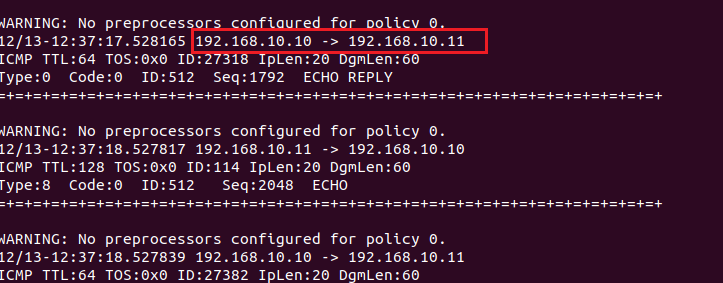 WARNING: No preprocessors configured for policy 0.
12/13-12:37:17.528165 192.168.10.10 -> 192.168.10.11
ICMP TTL:64 TOS:0x0 ID:27318 IpLen:20 DgmLen:60
Type:0  Code:0  ID:512  Seq:1792  ECHO REPLY
=+=+=+=+=+=+=+=+=+=+=+=+=+=+=+=+=+=+=+=+=+=+=+=+=+=+=+=+=+=+=+=+=+=+=+=+=+
WARNING: No preprocessors configured for policy 0.
12/13-12:37:18.527817 192.168.10.11 -> 192.168.10.10
ICMP TTL:128 TOS:0x0 ID:114 IpLen:20 DgmLen:60
Type:8  Code:0  ID:512   Seq:2048  ECHO
=+=+=+=+=+=+=+=+=+=+=+=+=+=+=+=+=+=+=+=+=+=+=+=+=+=+=+=+=+=+=+=+=+=+=+=+=+
WARNING: No preprocessors configured for policy 0.
12/13-12:37:18.527839 192.168.10.10 -> 192.168.10.11
ICMP TTL:64 TOS:0x0 ID:27382 IpLen:20 DgmLen:60